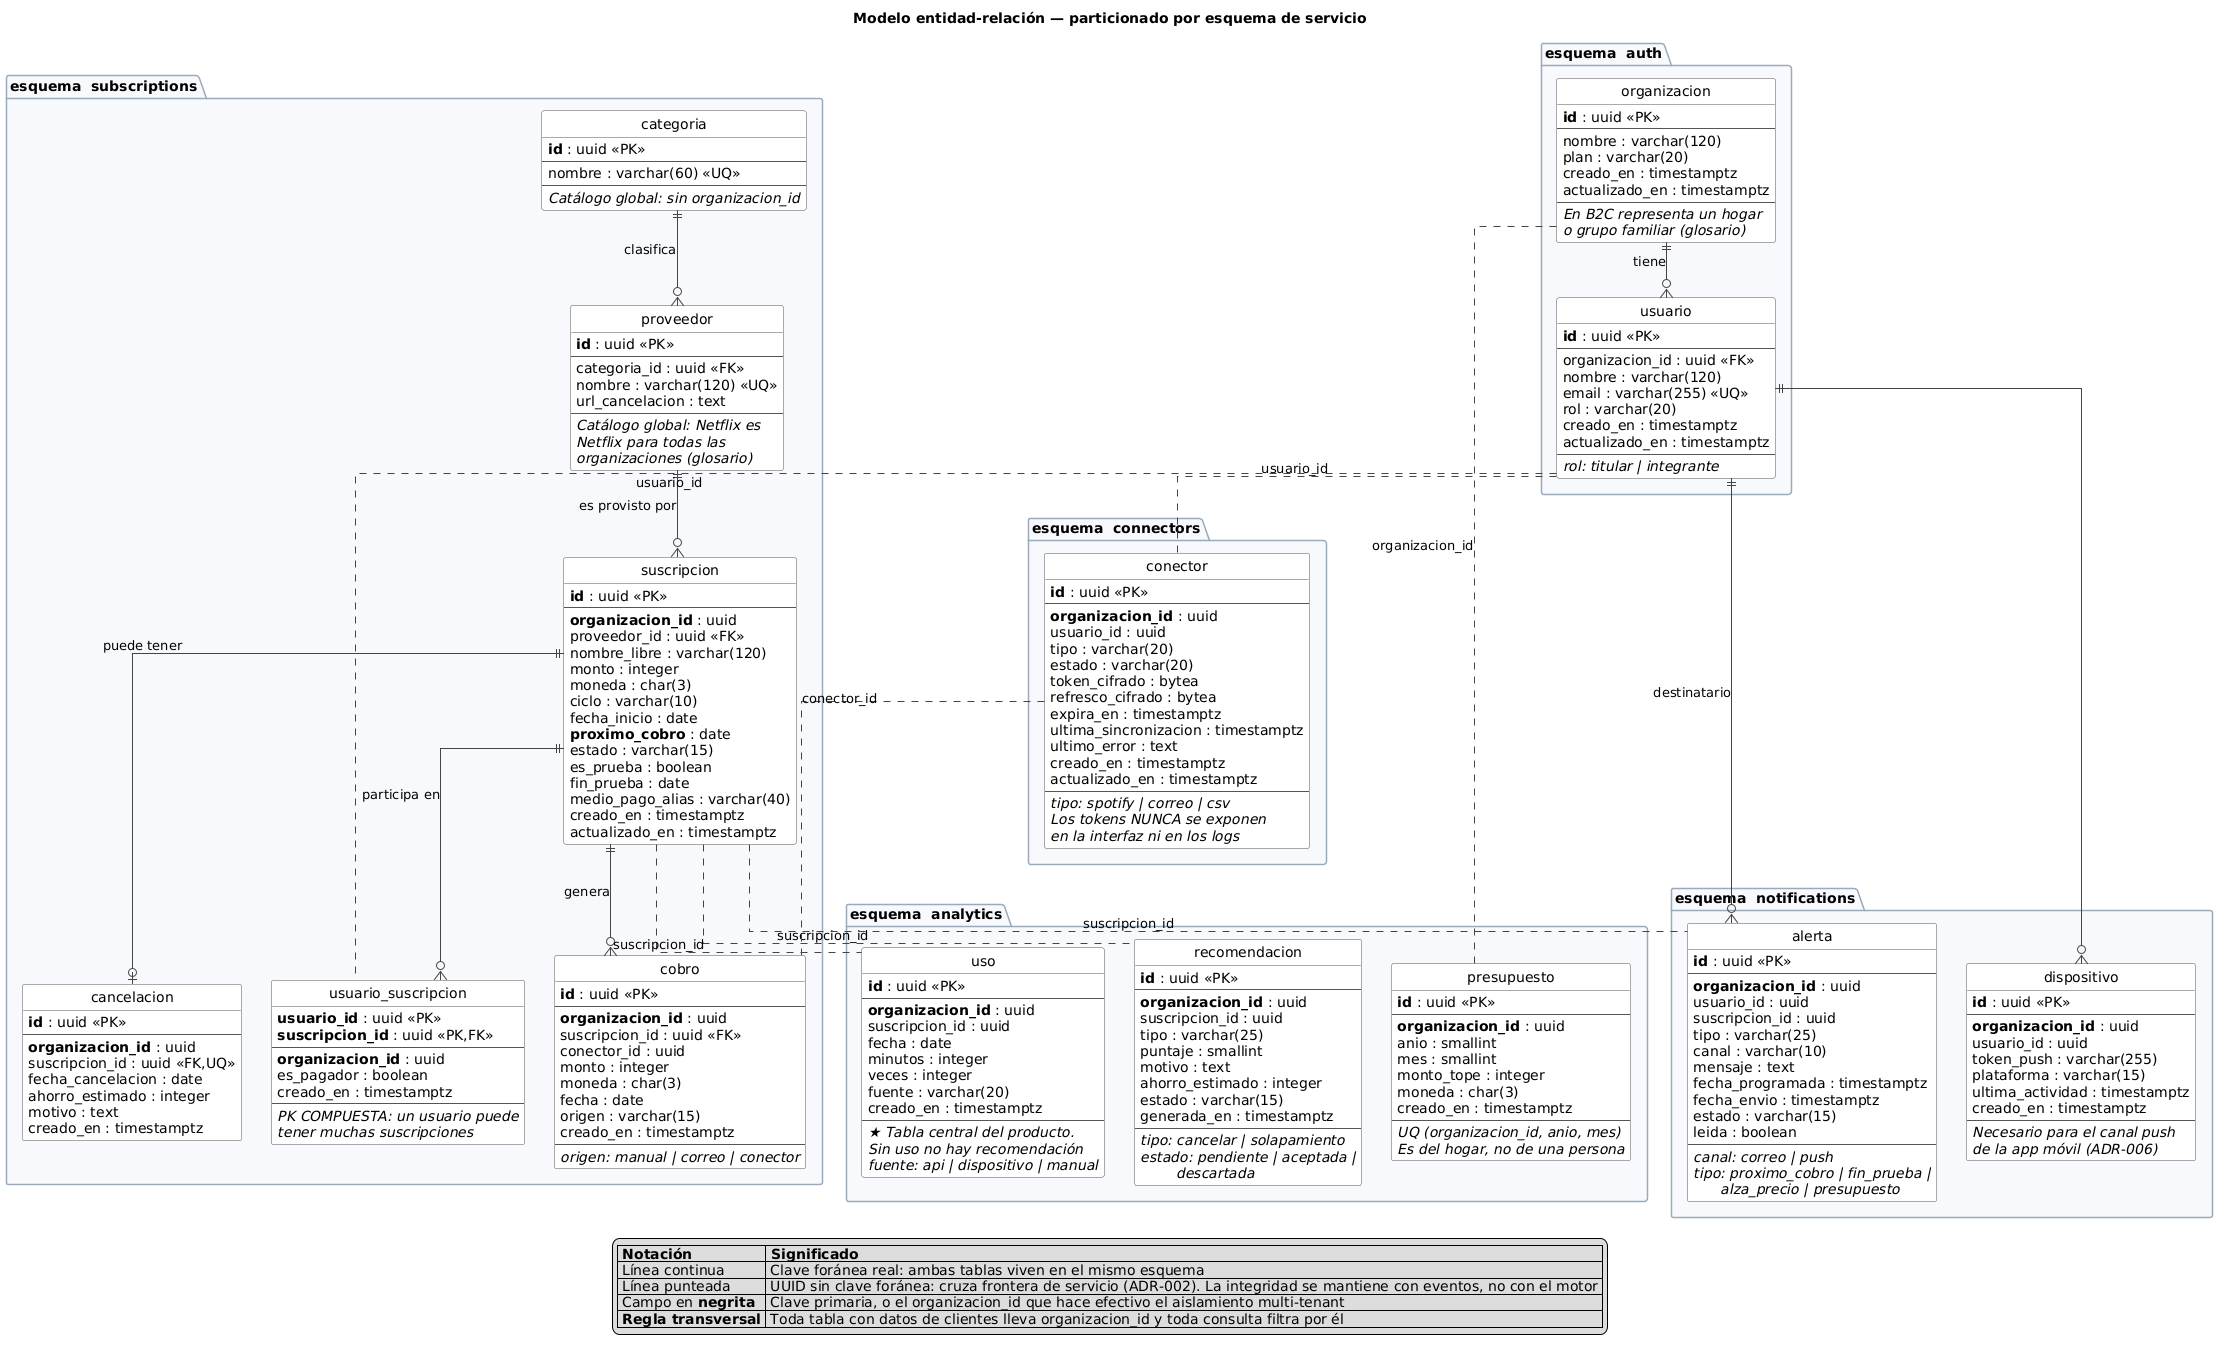 Modelo entidad-relación — particionado por esquema de servicio
esquema subscriptions
categoria
id : uuid «PK»
nombre : varchar(60) «UQ»
Catálogo global: sin organizacion_id
clasifica
proveedor
id : uuid «PK»
categoria_id : uuid «FK»
nombre : varchar(120) «UQ»
url_cancelacion : text
Catálogo global: Netflix es
Netflix para todas las
organizaciones (glosario)
usuario_id
es provisto por
suscripcion
id : uuid «PK»
organizacion_id : uuid
proveedor_id : uuid «FK»
nombre_libre : varchar(120)
monto : integer
moneda : char(3)
ciclo : varchar(10)
fecha_inicio : date
proximo_cobro : date
estado : varchar(15)
es_prueba : boolean
fin_prueba : date
medio_pago_alias : varchar(40)
creado_en : timestamptz
actualizado_en : timestamptz
puede tener
participa en
genera
suscripcion_id
cancelacion
id : uuid «PK»
organizacion_id : uuid
suscripcion_id : uuid «FK,UQ»
fecha_cancelacion : date
ahorro_estimado : integer
motivo : text
creado_en : timestamptz
usuario_suscripcion
usuario_id : uuid «PK»
suscripcion_id : uuid «PK,FK»
organizacion_id : uuid
es_pagador : boolean
creado_en : timestamptz
PK COMPUESTA: un usuario puede
tener muchas suscripciones
cobro
id : uuid «PK»
organizacion_id : uuid
suscripcion_id : uuid «FK»
conector_id : uuid
monto : integer
moneda : char(3)
fecha : date
origen : varchar(15)
creado_en : timestamptz
origen: manual | correo | conector
esquema auth
organizacion
id : uuid «PK»
nombre : varchar(120)
plan : varchar(20)
creado_en : timestamptz
actualizado_en : timestamptz
En B2C representa un hogar
o grupo familiar (glosario)
tiene
usuario
id : uuid «PK»
organizacion_id : uuid «FK»
nombre : varchar(120)
email : varchar(255) «UQ»
rol : varchar(20)
creado_en : timestamptz
actualizado_en : timestamptz
rol: titular | integrante
usuario_id
organizacion_id
destinatario
esquema connectors
conector
id : uuid «PK»
organizacion_id : uuid
usuario_id : uuid
tipo : varchar(20)
estado : varchar(20)
token_cifrado : bytea
refresco_cifrado : bytea
expira_en : timestamptz
ultima_sincronizacion : timestamptz
ultimo_error : text
creado_en : timestamptz
actualizado_en : timestamptz
tipo: spotify | correo | csv
Los tokens NUNCA se exponen
en la interfaz ni en los logs
conector_id
esquema analytics
suscripcion_id
suscripcion_id
uso
id : uuid «PK»
organizacion_id : uuid
suscripcion_id : uuid
fecha : date
minutos : integer
veces : integer
fuente : varchar(20)
creado_en : timestamptz
★ Tabla central del producto.
Sin uso no hay recomendación
fuente: api | dispositivo | manual
recomendacion
id : uuid «PK»
organizacion_id : uuid
suscripcion_id : uuid
tipo : varchar(25)
puntaje : smallint
motivo : text
ahorro_estimado : integer
estado : varchar(15)
generada_en : timestamptz
tipo: cancelar | solapamiento
estado: pendiente | aceptada |
descartada
presupuesto
id : uuid «PK»
organizacion_id : uuid
anio : smallint
mes : smallint
monto_tope : integer
moneda : char(3)
creado_en : timestamptz
UQ (organizacion_id, anio, mes)
Es del hogar, no de una persona
esquema notifications
alerta
id : uuid «PK»
organizacion_id : uuid
usuario_id : uuid
suscripcion_id : uuid
tipo : varchar(25)
canal : varchar(10)
mensaje : text
fecha_programada : timestamptz
fecha_envio : timestamptz
estado : varchar(15)
leida : boolean
canal: correo | push
tipo: proximo_cobro | fin_prueba |
alza_precio | presupuesto
dispositivo
id : uuid «PK»
organizacion_id : uuid
usuario_id : uuid
token_push : varchar(255)
plataforma : varchar(15)
ultima_actividad : timestamptz
creado_en : timestamptz
Necesario para el canal push
de la app móvil (ADR-006)
Notación Significado
Línea continua Clave foránea real: ambas tablas viven en el mismo esquema
Línea punteada UUID sin clave foránea: cruza frontera de servicio (ADR-002). La integridad se mantiene con eventos, no con el motor
Campo en negrita Clave primaria, o el organizacion_id que hace efectivo el aislamiento multi-tenant
Regla transversal Toda tabla con datos de clientes lleva organizacion_id y toda consulta filtra por él